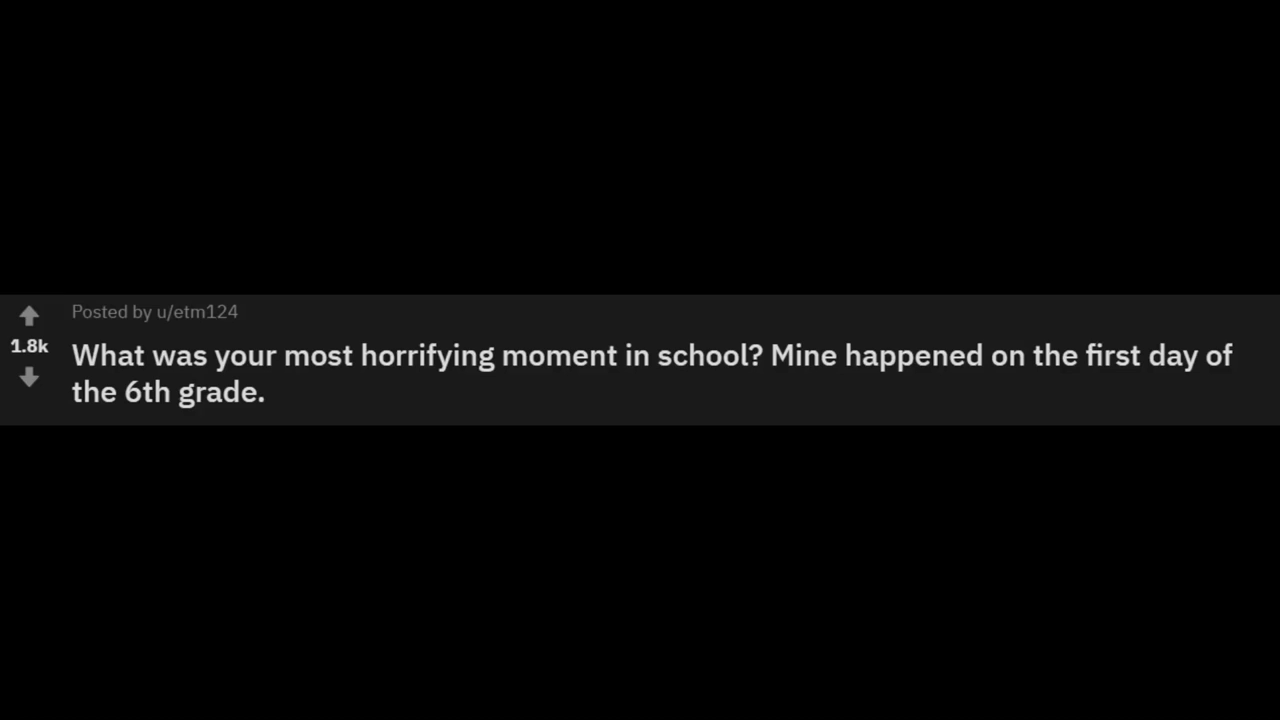 Posted by u/etm124
1.8k
What was your most horrifying moment in school? Mine happened on the first day of
the 6th grade.